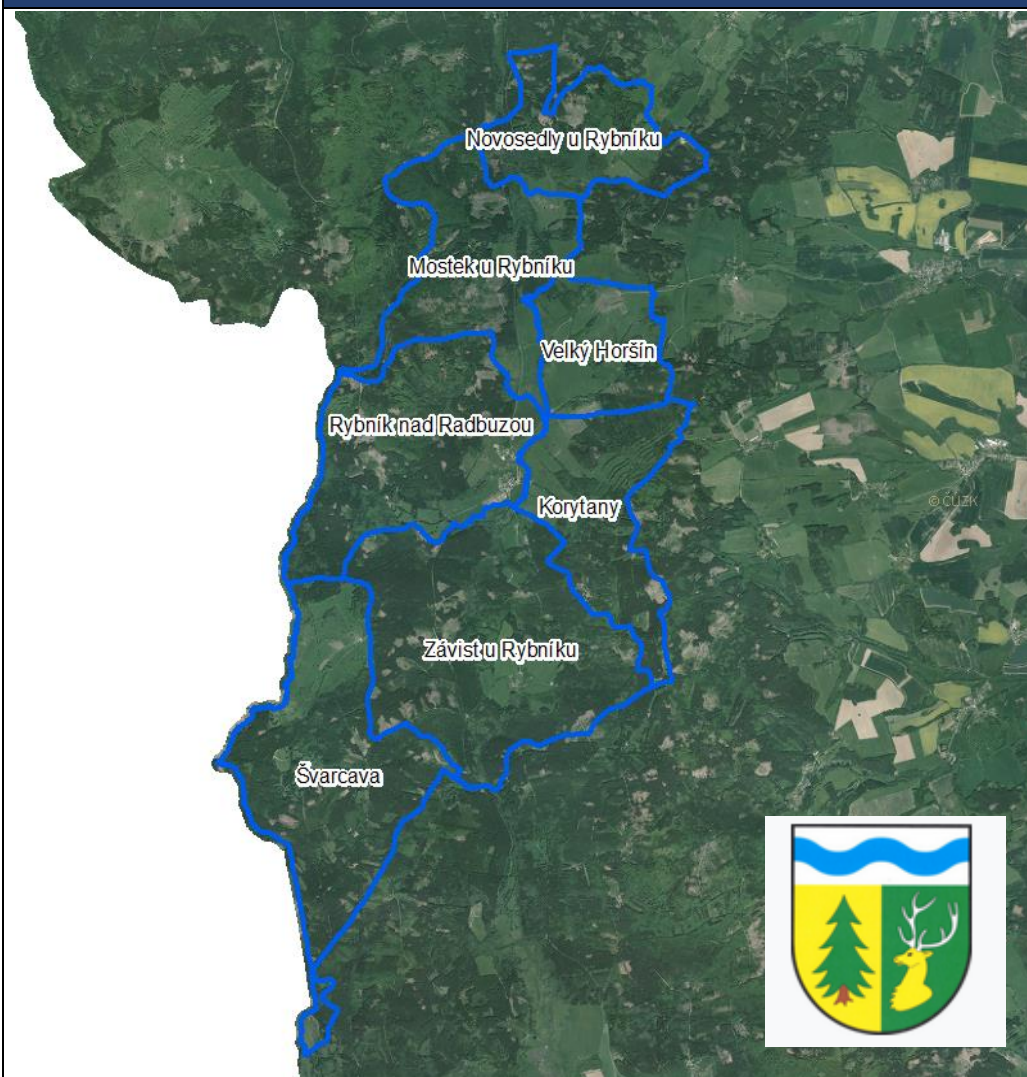 Novosedly u Rybníku
Mostek u Rybníku
Velký Horšín
Rybník nad Radbuzou
© ČÚZK
Korytany
Závist u Rybníku
Švarcava